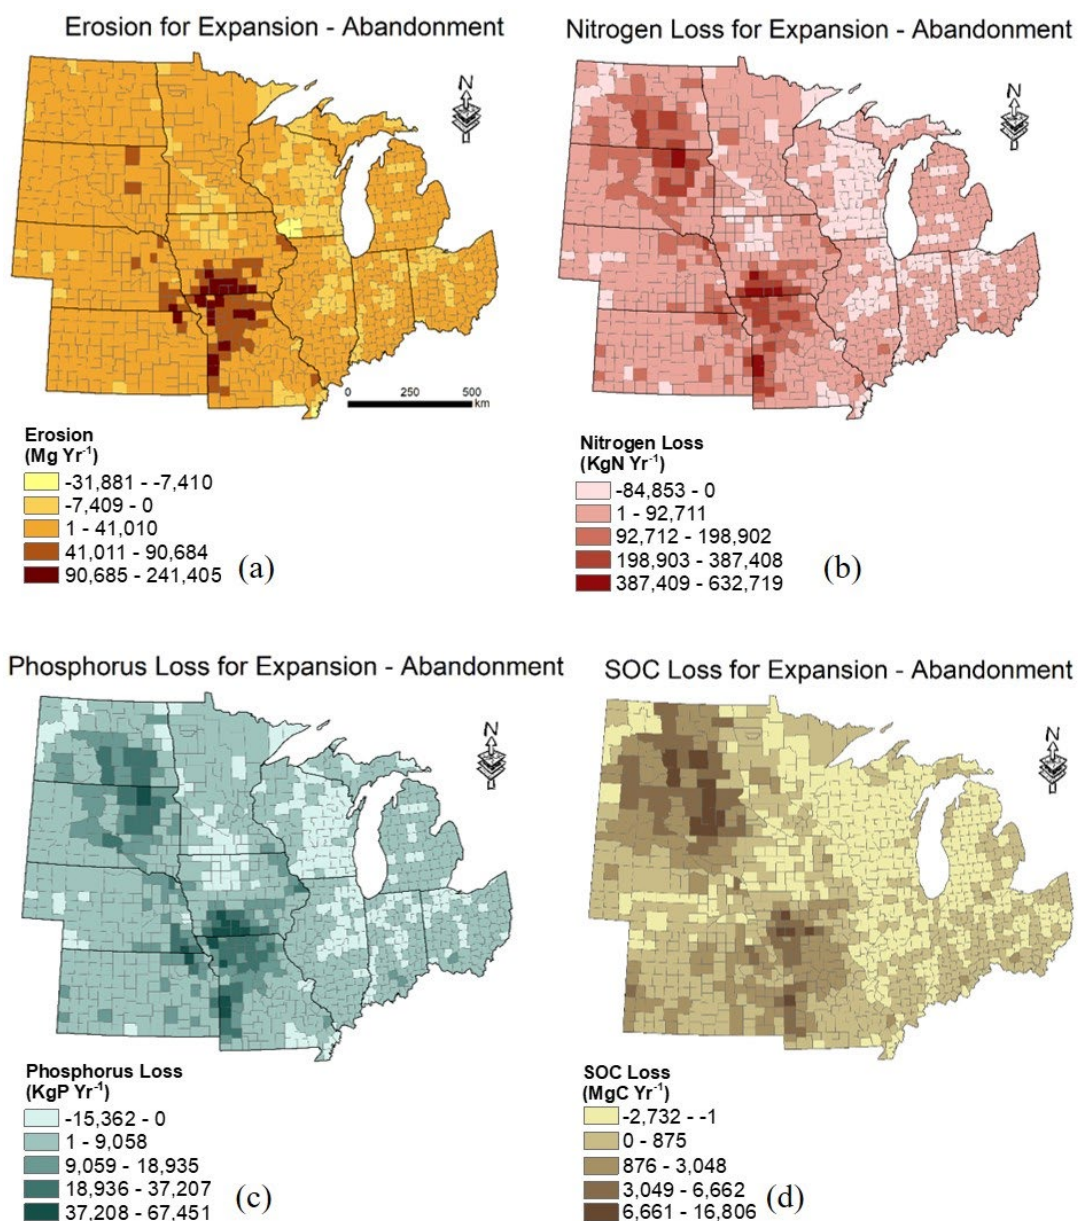 Erosion for Expansion - Abandonment
N
0 250 500
km
Erosion
(Mg Yr⁻¹)
-31,881 - -7,410
-7,409 - 0
1 - 41,010
41,011 - 90,684
90,685 - 241,405
(a)
Nitrogen Loss for Expansion - Abandonment
N
Nitrogen Loss
(KgN Yr⁻¹)
-84,853 - 0
1 - 92,711
92,712 - 198,902
198,903 - 387,408
387,409 - 632,719
(b)
Phosphorus Loss for Expansion - Abandonment
N
Phosphorus Loss
(KgP Yr⁻¹)
-15,362 - 0
1 - 9,058
9,059 - 18,935
18,936 - 37,207
37,208 - 67,451
(c)
SOC Loss for Expansion - Abandonment
N
SOC Loss
(MgC Yr⁻¹)
-2,732 - -1
0 - 875
876 - 3,048
3,049 - 6,662
6,661 - 16,806
(d)